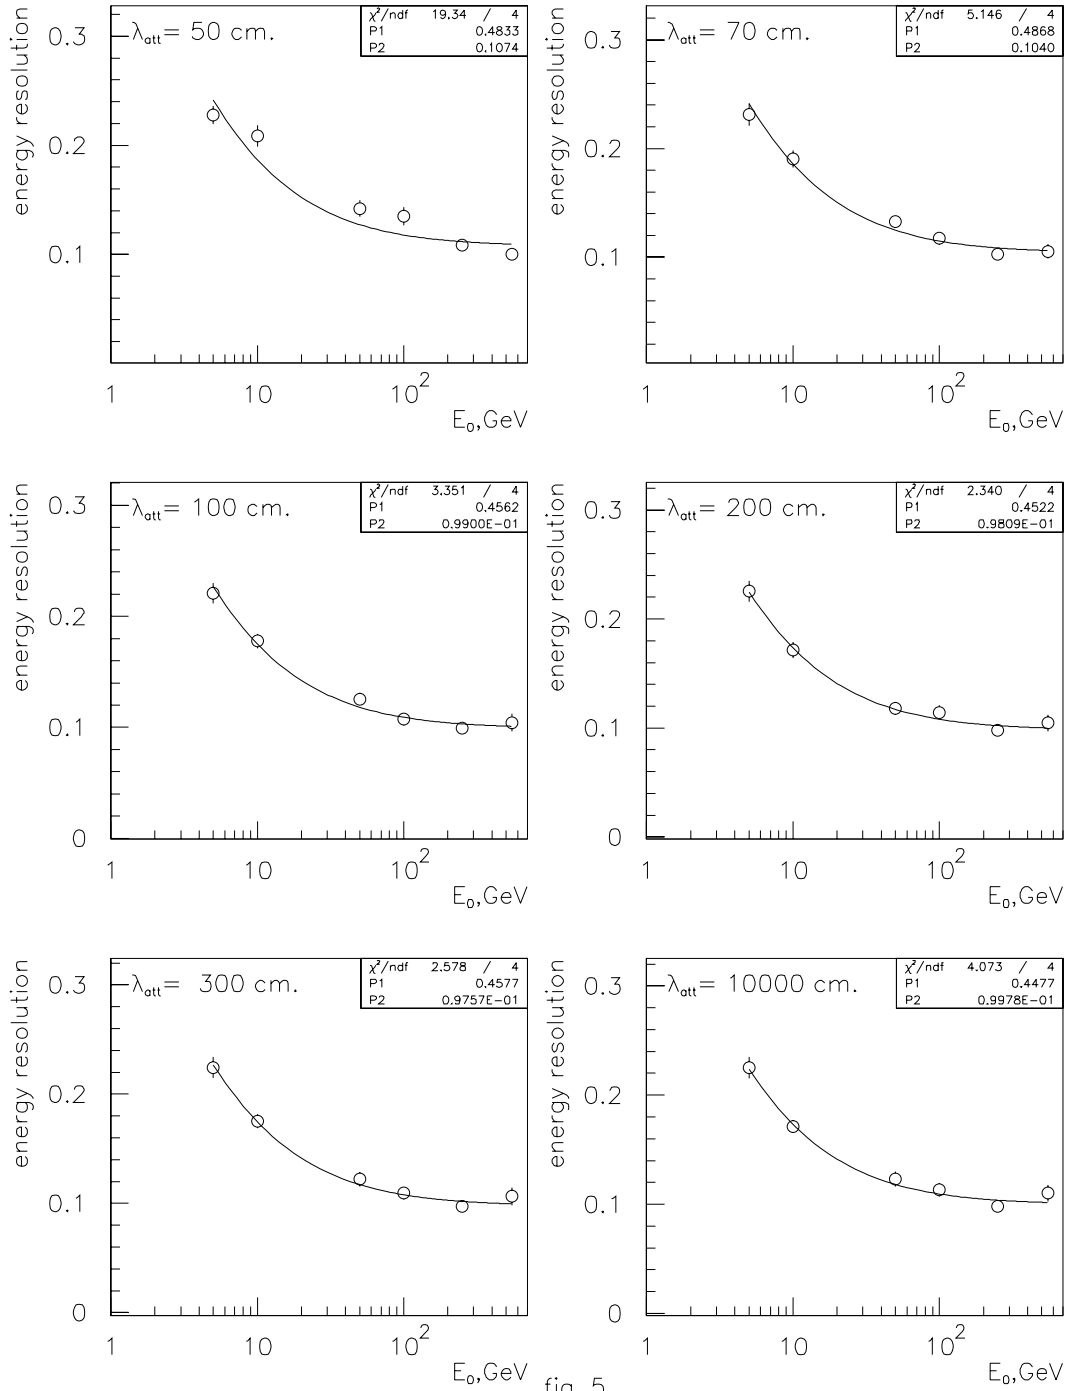 χ²/ndf 19.34 / 4
P1 0.4833
P2 0.1074
λatt= 50 cm.
energy resolution
0.3
0.2
0.1
1 10 10²
E₀,GeV
χ²/ndf 5.146 / 4
P1 0.4868
P2 0.1040
λatt= 70 cm.
energy resolution
0.3
0.2
0.1
1 10 10²
E₀,GeV
χ²/ndf 3.351 / 4
P1 0.4562
P2 0.9900E-01
λatt= 100 cm.
energy resolution
0.3
0.2
0.1
0
1 10 10²
E₀,GeV
χ²/ndf 2.340 / 4
P1 0.4522
P2 0.9809E-01
λatt= 200 cm.
energy resolution
0.3
0.2
0.1
0
1 10 10²
E₀,GeV
χ²/ndf 2.578 / 4
P1 0.4577
P2 0.9757E-01
λatt= 300 cm.
energy resolution
0.3
0.2
0.1
0
1 10 10²
E₀,GeV
χ²/ndf 4.073 / 4
P1 0.4477
P2 0.9978E-01
λatt= 10000 cm.
energy resolution
0.3
0.2
0.1
0
1 10 10²
E₀,GeV
fig. 5